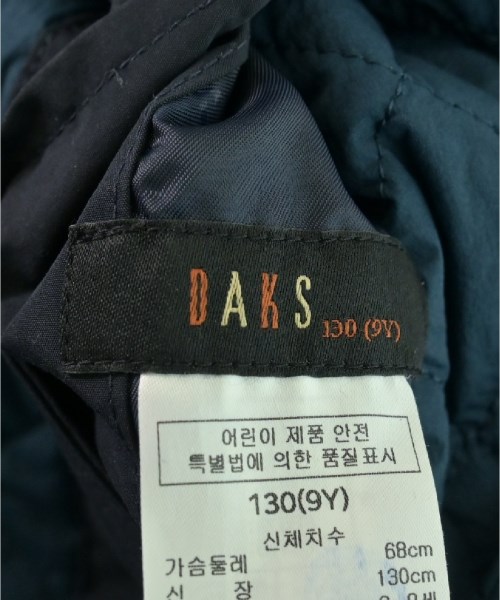 DAKS 130 (9Y)
어린이 제품 안전
특별법에 의한 품질표시
130(9Y)
신체치수
가슴둘레 68cm
신 장 130cm